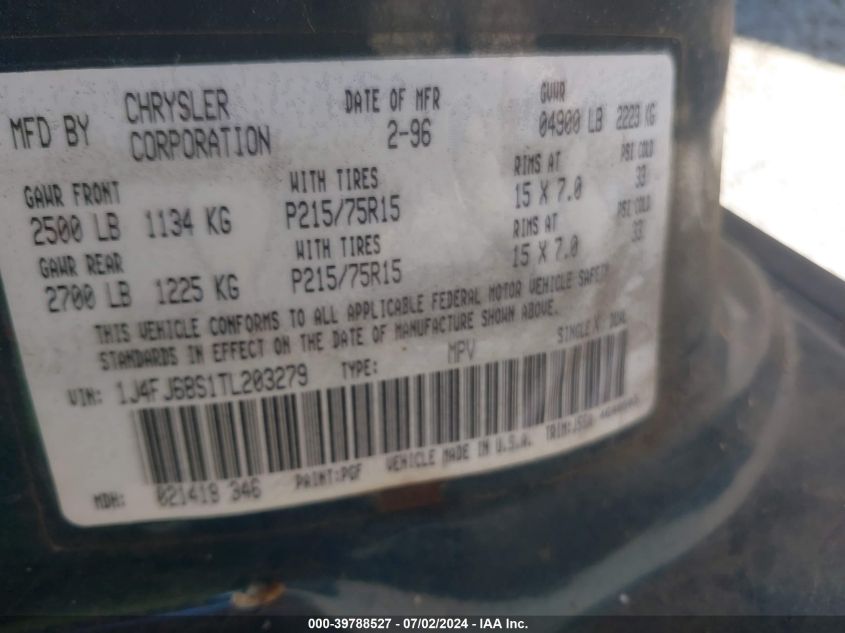 MFD BY CHRYSLER CORPORATION DATE OF MFR 2-96 GVWR 04900 LB 2223 KG
GAWR FRONT WITH TIRES RIMS AT PSI COLD
2500 LB 1134 KG P215/75R15 15 X 7.0 33
GAWR REAR WITH TIRES RIMS AT PSI COLD
2700 LB 1225 KG P215/75R15 15 X 7.0 33
THIS VEHICLE CONFORMS TO ALL APPLICABLE FEDERAL MOTOR VEHICLE SAFETY
STANDARDS IN EFFECT ON THE DATE OF MANUFACTURE SHOWN ABOVE.
VIN: 1J4FJ68S1TL203279 TYPE: MPV SINGLE X DUAL
MDH: 021419 346 PAINT:PGF VEHICLE MADE IN U.S.A. TRIM:
000-39788527 - 07/02/2024 - IAA Inc.